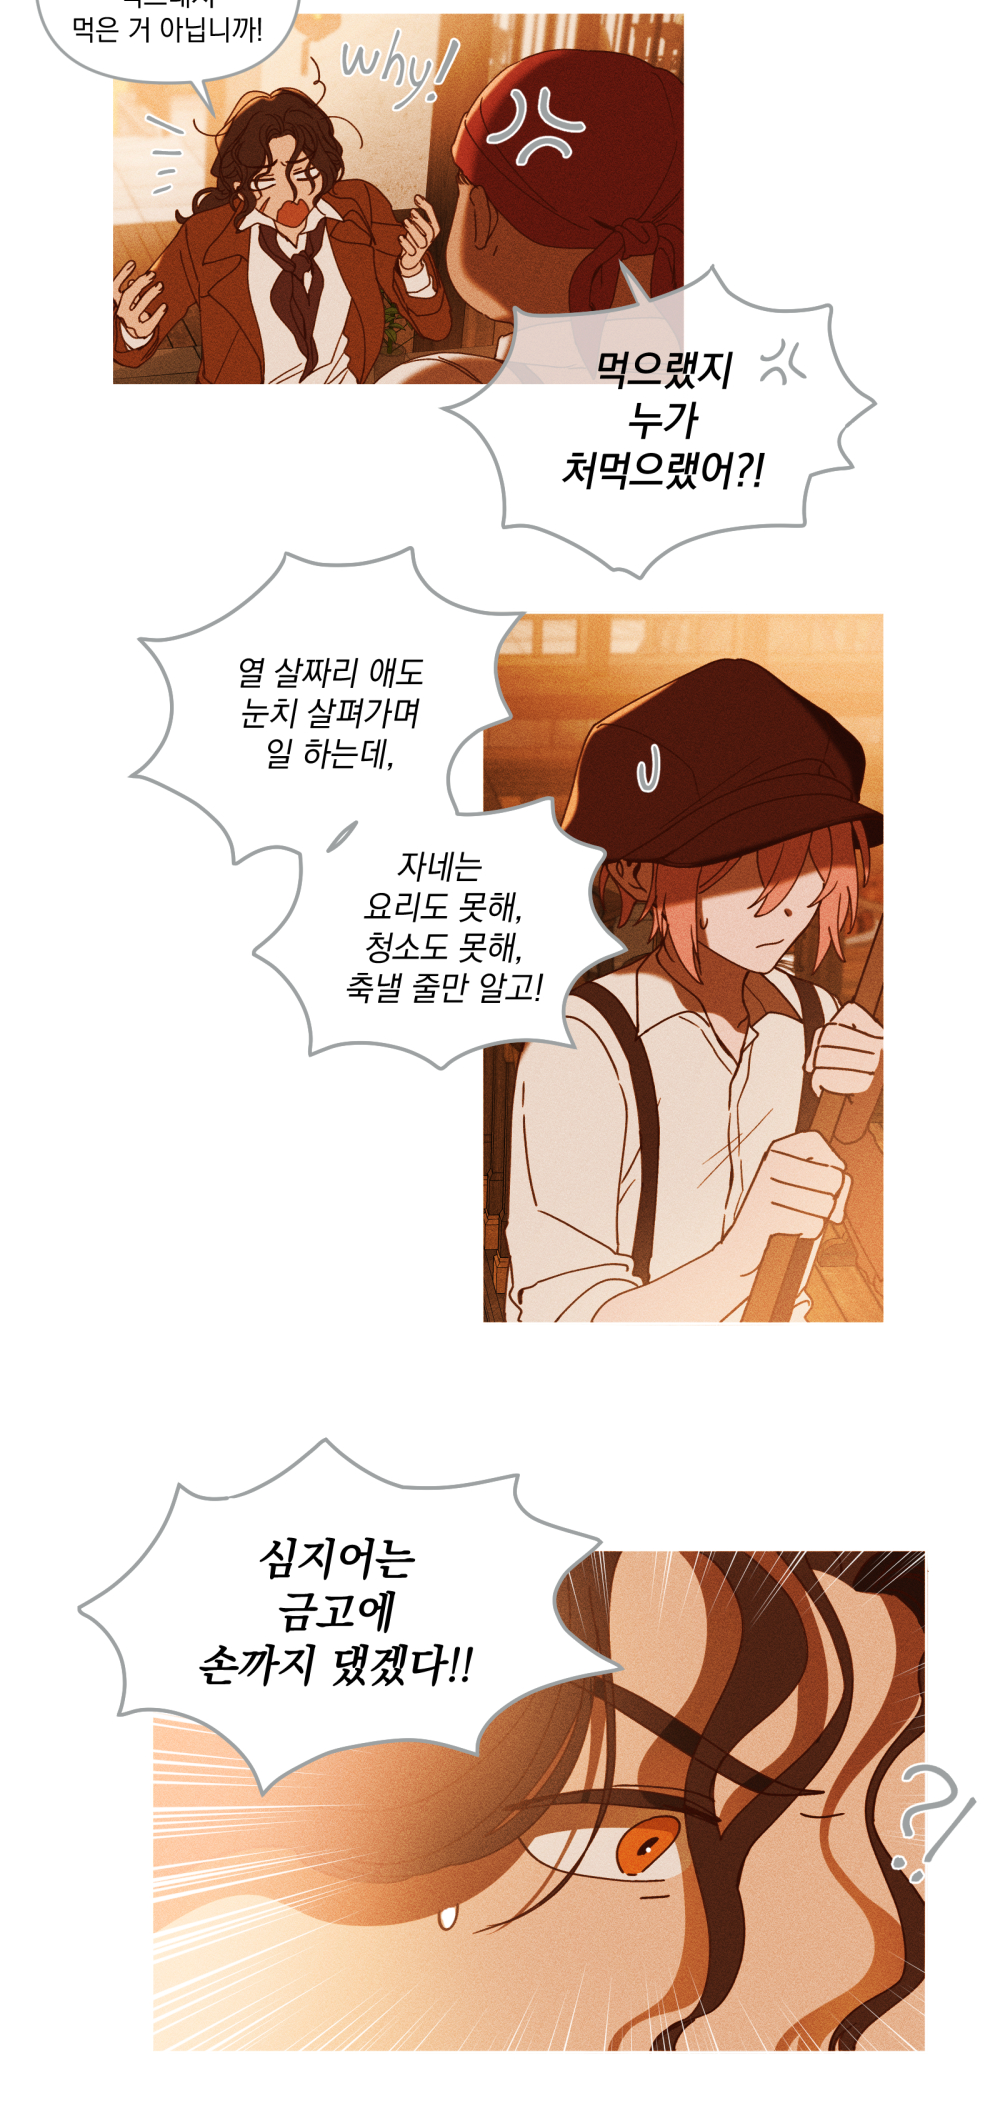 먹은 거 아닙니까!
why!
먹으랬지
누가
처먹으랬어?!
열 살짜리 애도
눈치 살펴가며
일 하는데,
자네는
요리도 못해,
청소도 못해,
축낼 줄만 알고!
심지어는
금고에
손까지 댔겠다!!
?!